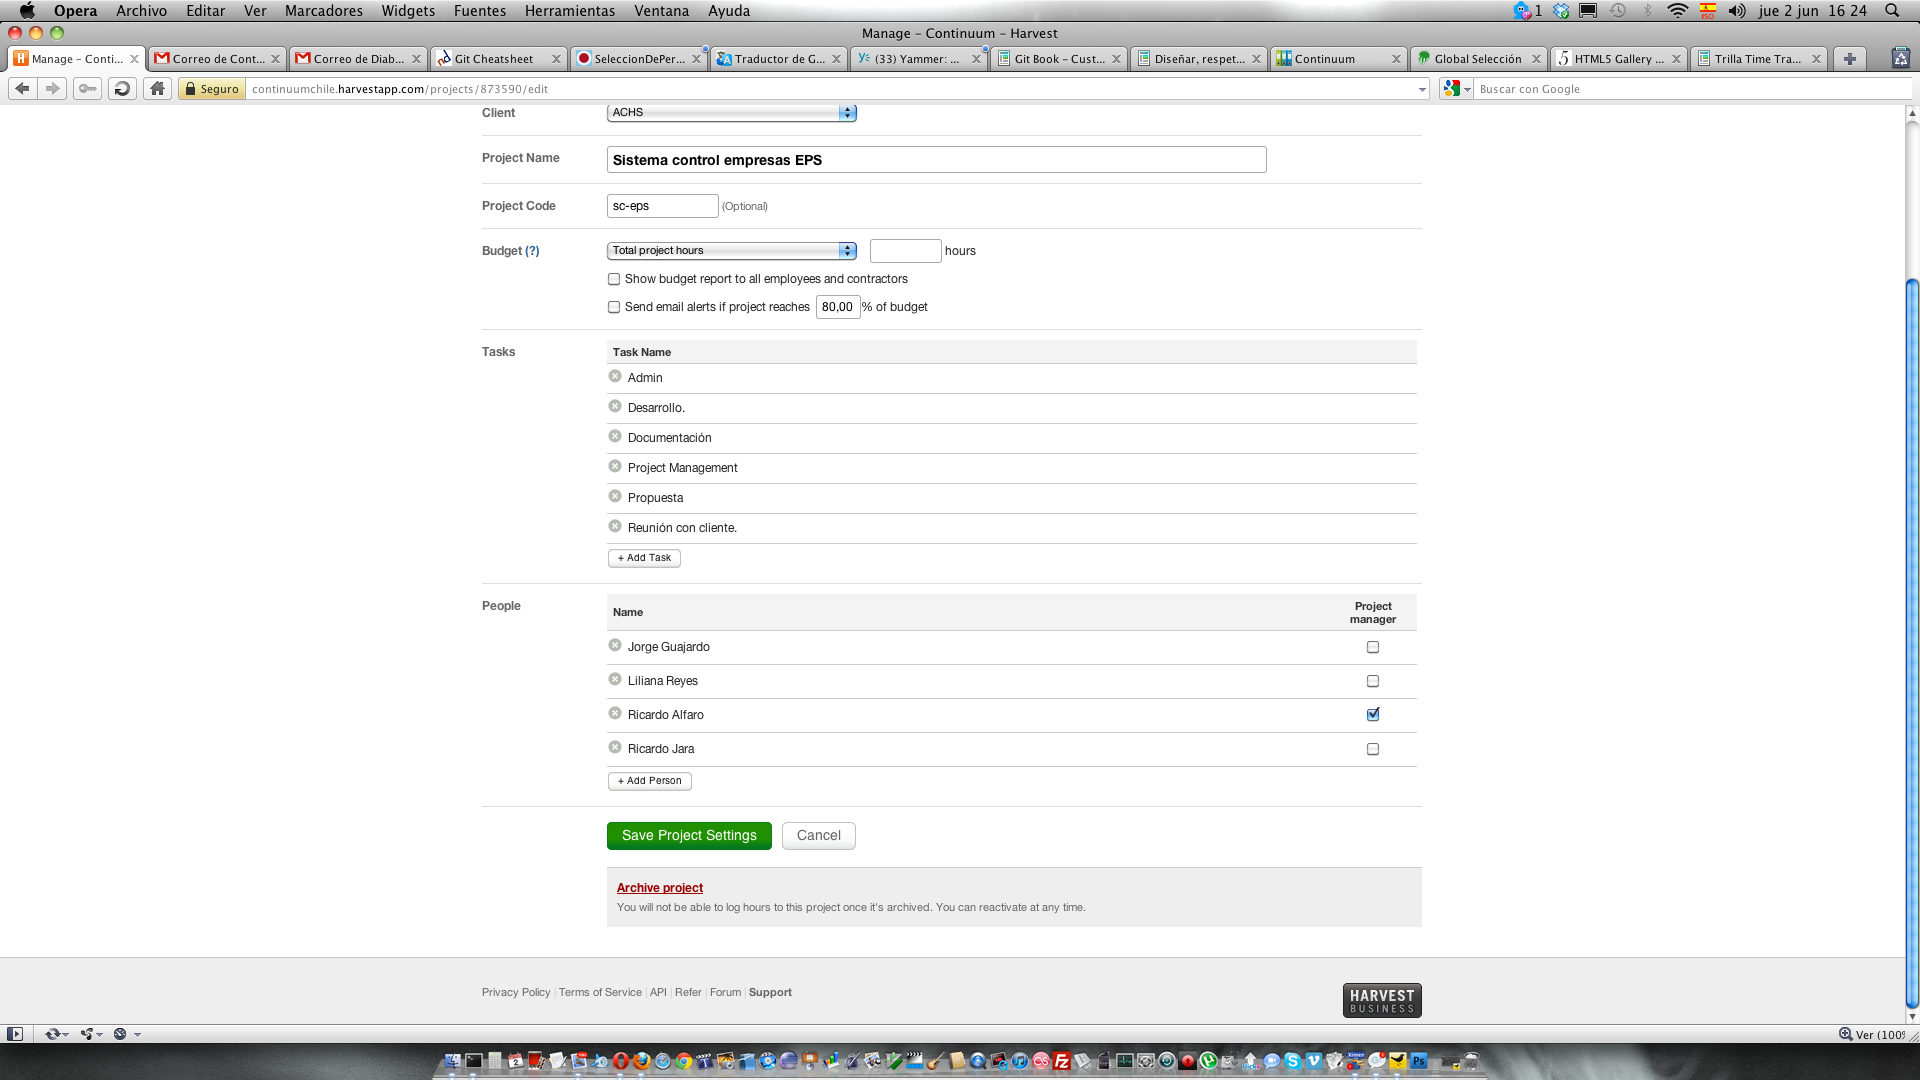 Opera Archivo Editar Ver Marcadores Widgets Fuentes Herramientas Ventana Ayuda 1 ISO jue 2 jun 16 24
Manage – Continuum – Harvest
Manage – Conti... Correo de Cont... Correo de Diab... Git Cheatsheet SeleccionDePer... Traductor de G... (33) Yammer: ... Git Book – Cust... Diseñar, respet... Continuum Global Selección HTML5 Gallery ... Trilla Time Tra...
Seguro continuumchile.harvestapp.com/projects/873590/edit Buscar con Google
Client ACHS
Project Name Sistema control empresas EPS
Project Code sc-eps (Optional)
Budget (?) Total project hours hours
Show budget report to all employees and contractors
Send email alerts if project reaches 80,00 % of budget
Tasks Task Name
Admin
Desarrollo.
Documentación
Project Management
Propuesta
Reunión con cliente.
+ Add Task
People Name Project manager
Jorge Guajardo
Liliana Reyes
Ricardo Alfaro
Ricardo Jara
+ Add Person
Save Project Settings Cancel
Archive project
You will not be able to log hours to this project once it's archived. You can reactivate at any time.
Privacy Policy | Terms of Service | API | Refer | Forum | Support
HARVEST
BUSINESS
Ver (100%